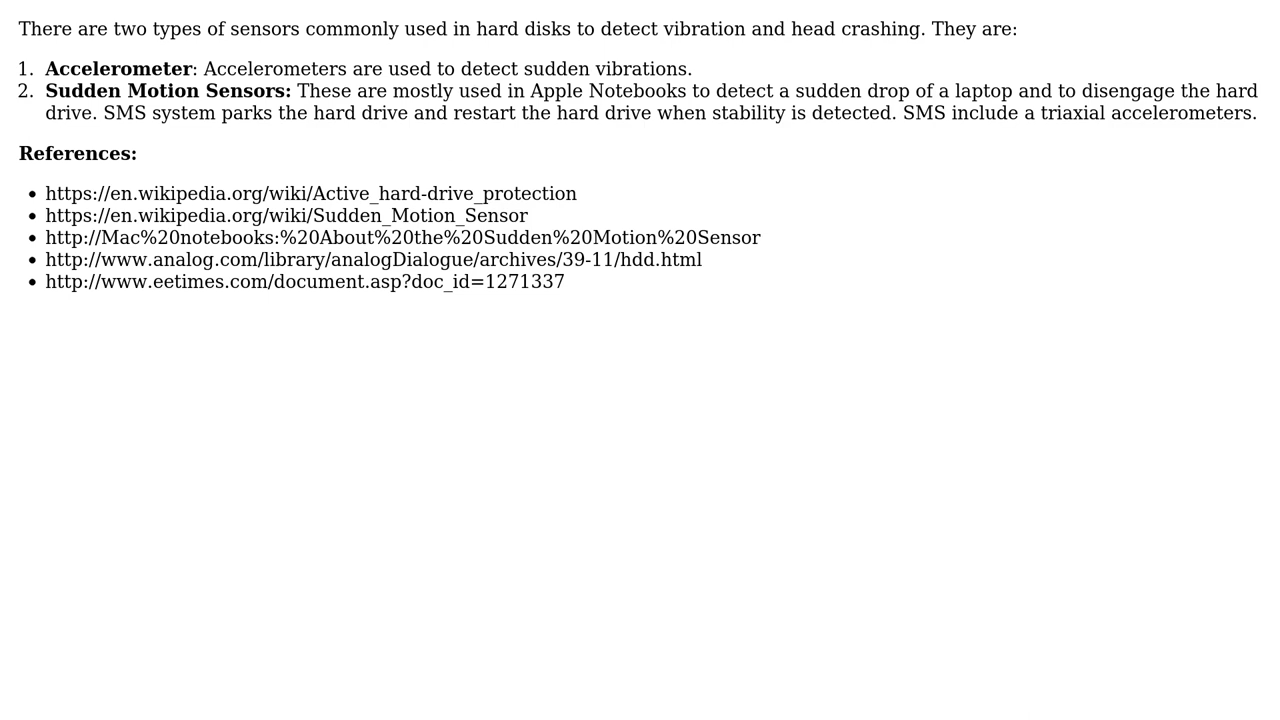 There are two types of sensors commonly used in hard disks to detect vibration and head crashing. They are:
1. Accelerometer: Accelerometers are used to detect sudden vibrations.
2. Sudden Motion Sensors: These are mostly used in Apple Notebooks to detect a sudden drop of a laptop and to disengage the hard
drive. SMS system parks the hard drive and restart the hard drive when stability is detected. SMS include a triaxial accelerometers.
References:
• https://en.wikipedia.org/wiki/Active_hard-drive_protection
• https://en.wikipedia.org/wiki/Sudden_Motion_Sensor
• http://Mac%20notebooks:%20About%20the%20Sudden%20Motion%20Sensor
• http://www.analog.com/library/analogDialogue/archives/39-11/hdd.html
• http://www.eetimes.com/document.asp?doc_id=1271337